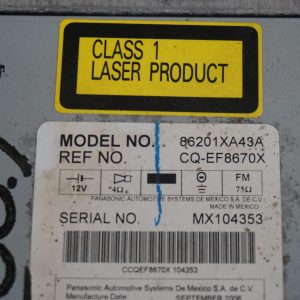 CLASS 1
LASER PRODUCT
MODEL NO. 86201XA43A
REF NO. CQ-EF8670X
12V 4Ω FM 75Ω
PANASONIC AUTOMOTIVE SYSTEMS DE MEXICO S.A. DE C.V.
MADE IN MEXICO
SERIAL NO. MX104353
CCQEF8670X 104353
Panasonic Automotive Systems De Mexico S.A. de C.V.
Manufacture Date: SEPTEMBER 2006